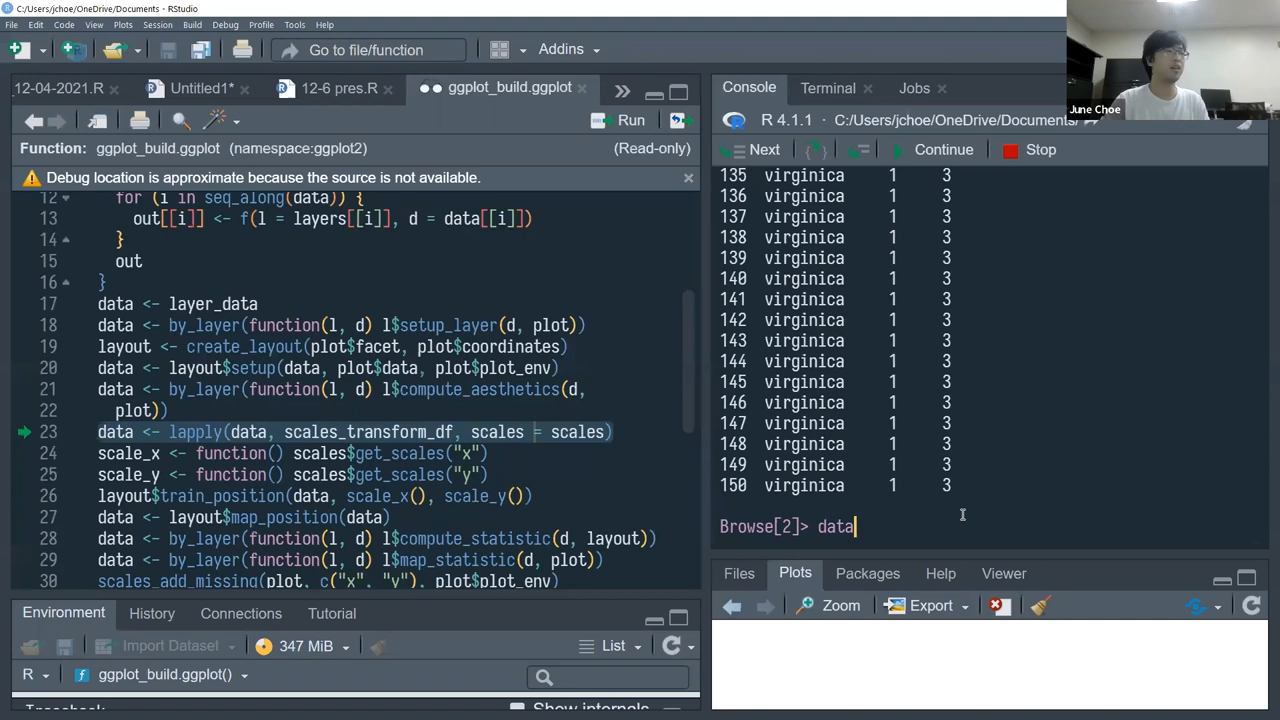 C:/Users/jchoe/OneDrive/Documents - RStudio
File Edit Code View Plots Session Build Debug Profile Tools Help
Go to file/function
Addins
12-04-2021.R Untitled1* 12-6 pres.R ggplot_build.ggplot
Run
Function: ggplot_build.ggplot (namespace:ggplot2) (Read-only)
Debug location is approximate because the source is not available.
12 for (i in seq_along(data)) {
13 out[[i]] <- f(l = layers[[i]], d = data[[i]])
14 }
15 out
16 }
17 data <- layer_data
18 data <- by_layer(function(l, d) l$setup_layer(d, plot))
19 layout <- create_layout(plot$facet, plot$coordinates)
20 data <- layout$setup(data, plot$data, plot$plot_env)
21 data <- by_layer(function(l, d) l$compute_aesthetics(d,
22 plot))
23 data <- lapply(data, scales_transform_df, scales = scales)
24 scale_x <- function() scales$get_scales("x")
25 scale_y <- function() scales$get_scales("y")
26 layout$train_position(data, scale_x(), scale_y())
27 data <- layout$map_position(data)
28 data <- by_layer(function(l, d) l$compute_statistic(d, layout))
29 data <- by_layer(function(l, d) l$map_statistic(d, plot))
30 scales_add_missing(plot, c("x", "y"), plot$plot_env)
Environment History Connections Tutorial
Import Dataset 347 MiB List
R ggplot_build.ggplot()
Traceback Show internals
June Choe
Console Terminal Jobs
R 4.1.1 · C:/Users/jchoe/OneDrive/Documents/
Next Continue Stop
135 virginica 1 3
136 virginica 1 3
137 virginica 1 3
138 virginica 1 3
139 virginica 1 3
140 virginica 1 3
141 virginica 1 3
142 virginica 1 3
143 virginica 1 3
144 virginica 1 3
145 virginica 1 3
146 virginica 1 3
147 virginica 1 3
148 virginica 1 3
149 virginica 1 3
150 virginica 1 3
Browse[2]> data
Files Plots Packages Help Viewer
Zoom Export